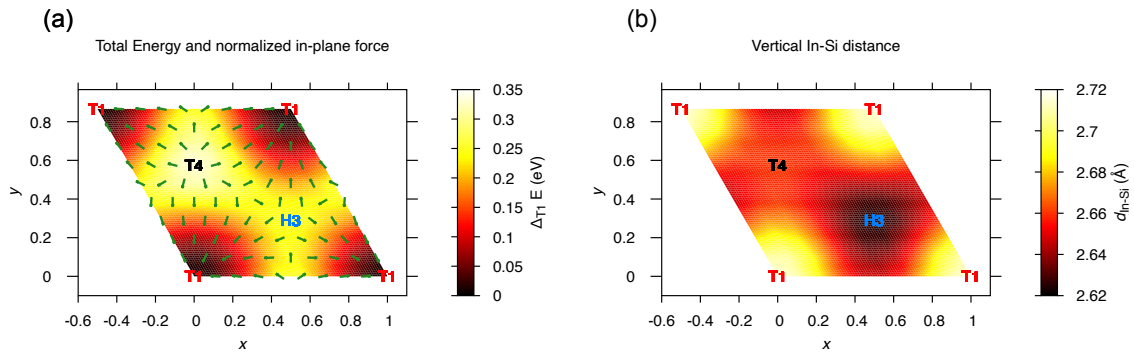 (a)
Total Energy and normalized in-plane force
T1 T1
T4
H3
T1 T1
y
0.8
0.6
0.4
0.2
0
-0.6 -0.4 -0.2 0 0.2 0.4 0.6 0.8 1
x
0.35
0.3
0.25
0.2
0.15
0.1
0.05
0
Δ_T1 E (eV)
(b)
Vertical In-Si distance
T1 T1
T4
H3
T1 T1
y
0.8
0.6
0.4
0.2
0
-0.6 -0.4 -0.2 0 0.2 0.4 0.6 0.8 1
x
2.72
2.7
2.68
2.66
2.64
2.62
d_In-Si (Å)